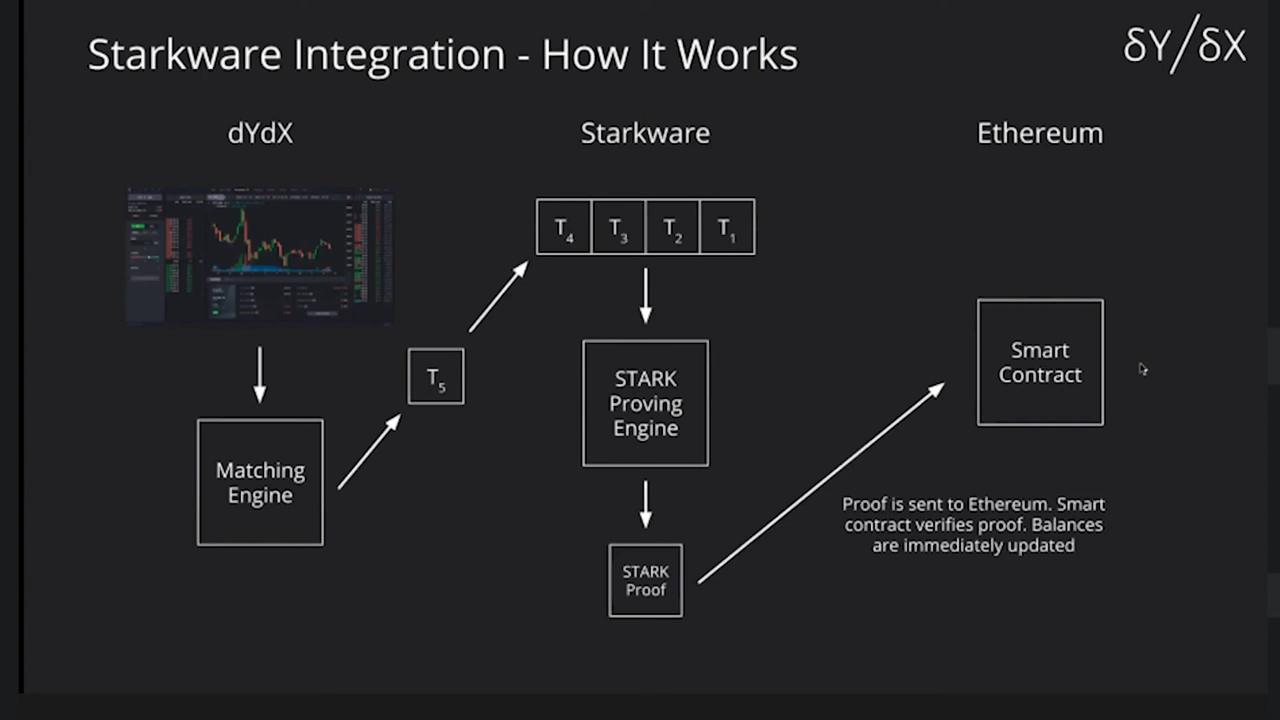 Starkware Integration - How It Works
δY/δX
dYdX
Starkware
Ethereum
T4
T3
T2
T1
T5
Matching
Engine
STARK
Proving
Engine
STARK
Proof
Smart
Contract
Proof is sent to Ethereum. Smart
contract verifies proof. Balances
are immediately updated